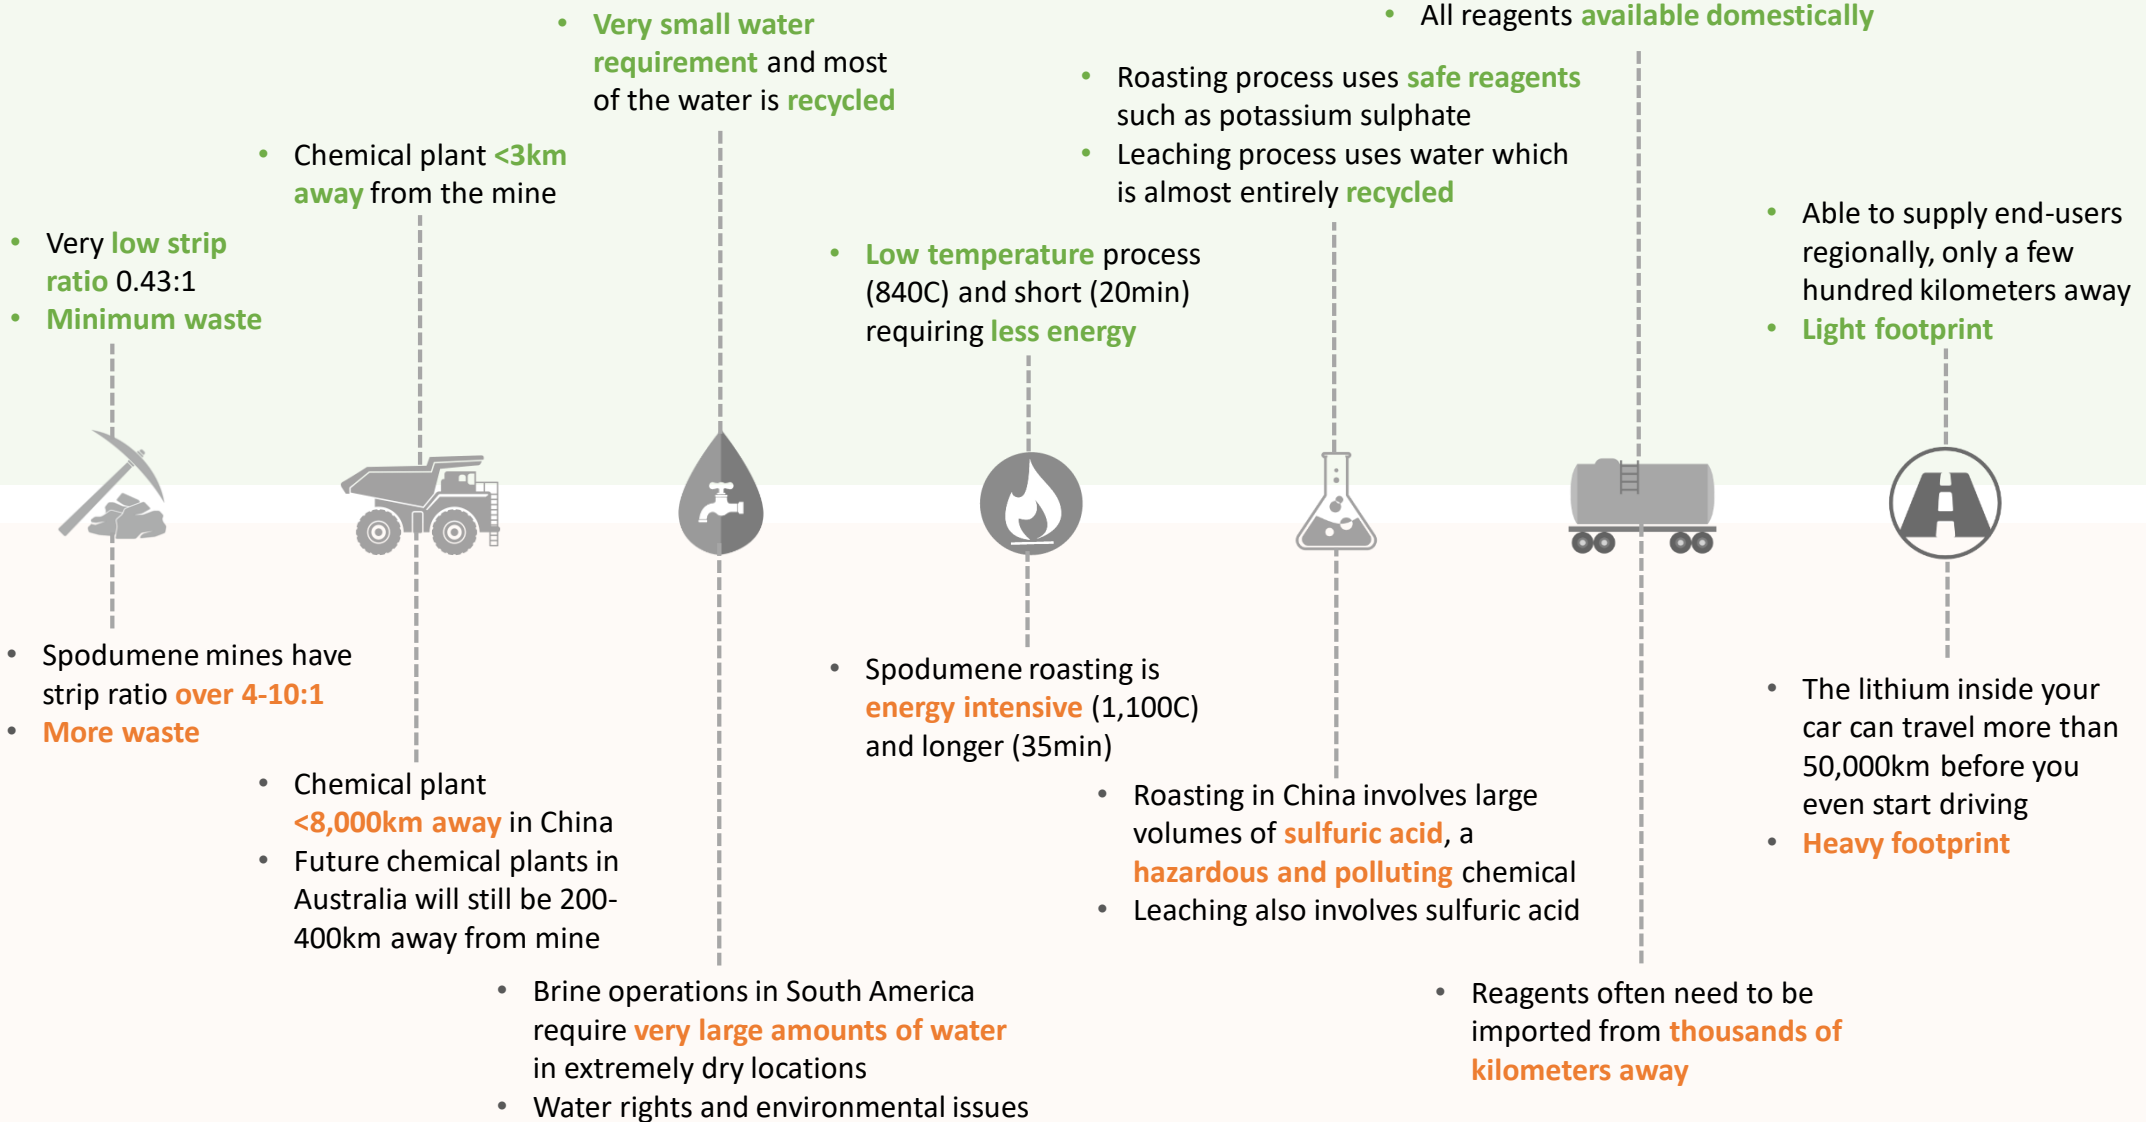 • Very low strip
ratio 0.43:1
• Minimum waste
• Chemical plant <3km
away from the mine
• Very small water
requirement and most
of the water is recycled
• Low temperature process
(840C) and short (20min)
requiring less energy
• Roasting process uses safe reagents
such as potassium sulphate
• Leaching process uses water which
is almost entirely recycled
• All reagents available domestically
• Able to supply end-users
regionally, only a few
hundred kilometers away
• Light footprint
• Spodumene mines have
strip ratio over 4-10:1
• More waste
• Chemical plant
<8,000km away in China
• Future chemical plants in
Australia will still be 200-
400km away from mine
• Brine operations in South America
require very large amounts of water
in extremely dry locations
• Water rights and environmental issues
• Spodumene roasting is
energy intensive (1,100C)
and longer (35min)
• Roasting in China involves large
volumes of sulfuric acid, a
hazardous and polluting chemical
• Leaching also involves sulfuric acid
• Reagents often need to be
imported from thousands of
kilometers away
• The lithium inside your
car can travel more than
50,000km before you
even start driving
• Heavy footprint